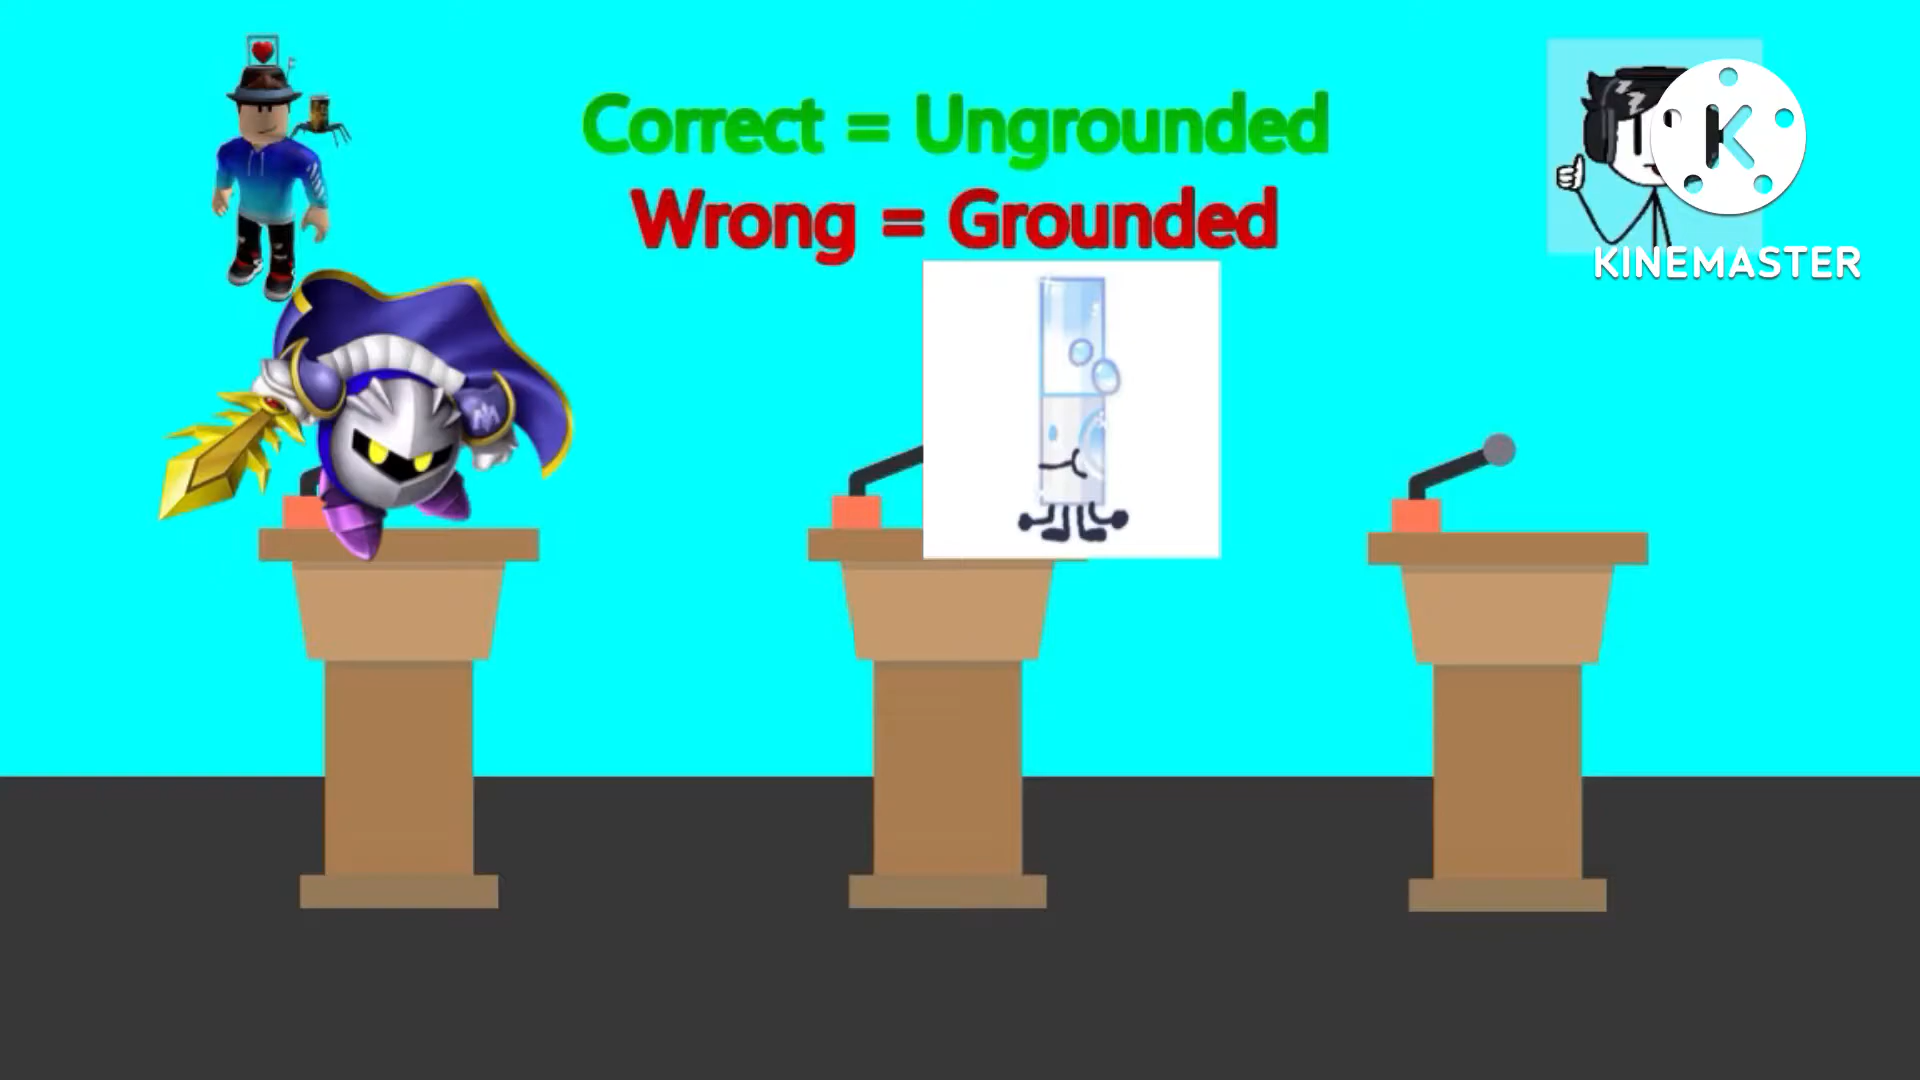 Correct = Ungrounded
Wrong = Grounded
K
KINEMASTER